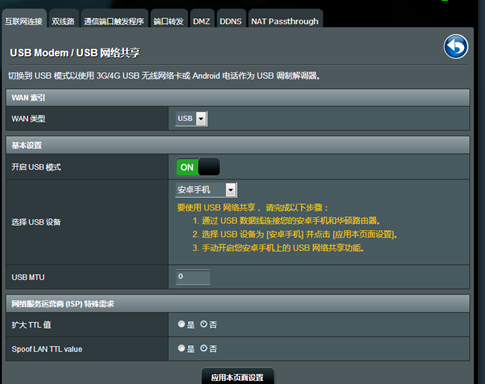 互联网连接 双线路 通信端口触发程序 端口转发 DMZ DDNS NAT Passthrough
USB Modem / USB 网络共享
切换到 USB 模式以使用 3G/4G USB 无线网络卡或 Android 电话作为 USB 调制解调器。
WAN 索引
WAN 类型 USB
基本设置
开启 USB 模式 ON
选择 USB 设备 安卓手机
要使用 USB 网络共享，请完成以下步骤：
1. 通过 USB 数据线连接您的安卓手机和华硕路由器。
2. 选择 USB 设备为 [安卓手机] 并点击 [应用本页面设置]。
3. 手动开启您安卓手机上的 USB 网络共享功能。
USB MTU 0
网络服务运营商 (ISP) 特殊需求
扩大 TTL 值 是 否
Spoof LAN TTL value 是 否
应用本页面设置